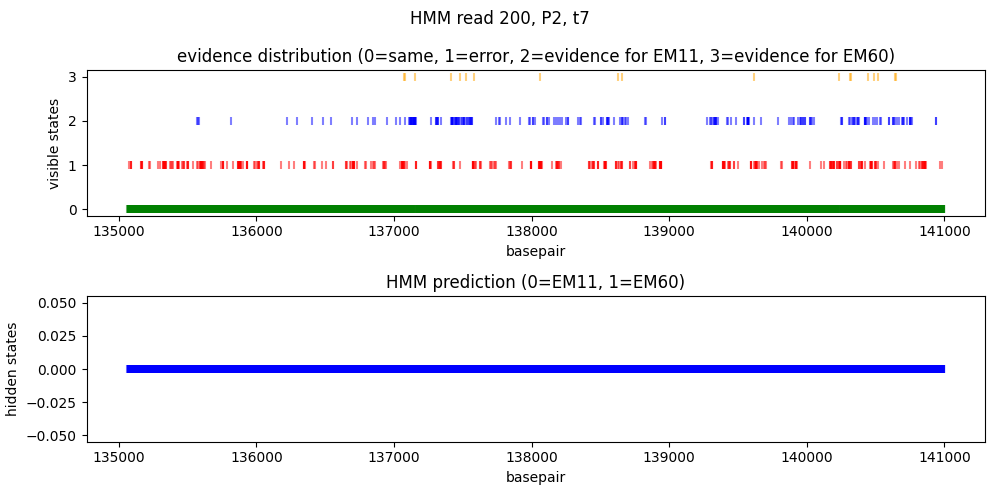 HMM read 200, P2, t7
evidence distribution (0=same, 1=error, 2=evidence for EM11, 3=evidence for EM60)
visible states
3
2
1
0
135000 136000 137000 138000 139000 140000 141000
basepair
HMM prediction (0=EM11, 1=EM60)
hidden states
0.050
0.025
0.000
−0.025
−0.050
135000 136000 137000 138000 139000 140000 141000
basepair